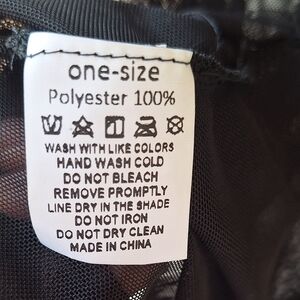 one-size
Polyester 100%
WASH WITH LIKE COLORS
HAND WASH COLD
DO NOT BLEACH
REMOVE PROMPTLY
LINE DRY IN THE SHADE
DO NOT IRON
DO NOT DRY CLEAN
MADE IN CHINA